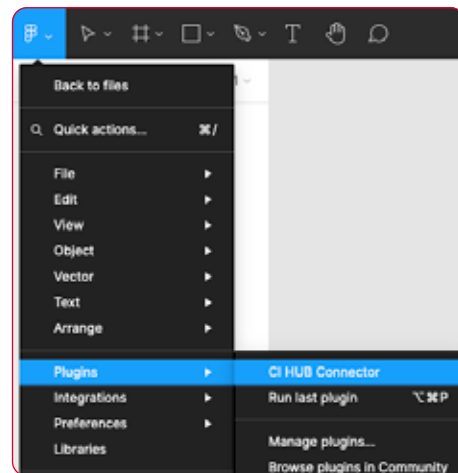 Back to files
Quick actions... ⌘/
File
Edit
View
Object
Vector
Text
Arrange
Plugins
CI HUB Connector
Integrations
Run last plugin ⌥⌘P
Preferences
Libraries
Manage plugins...
Browse plugins in Community